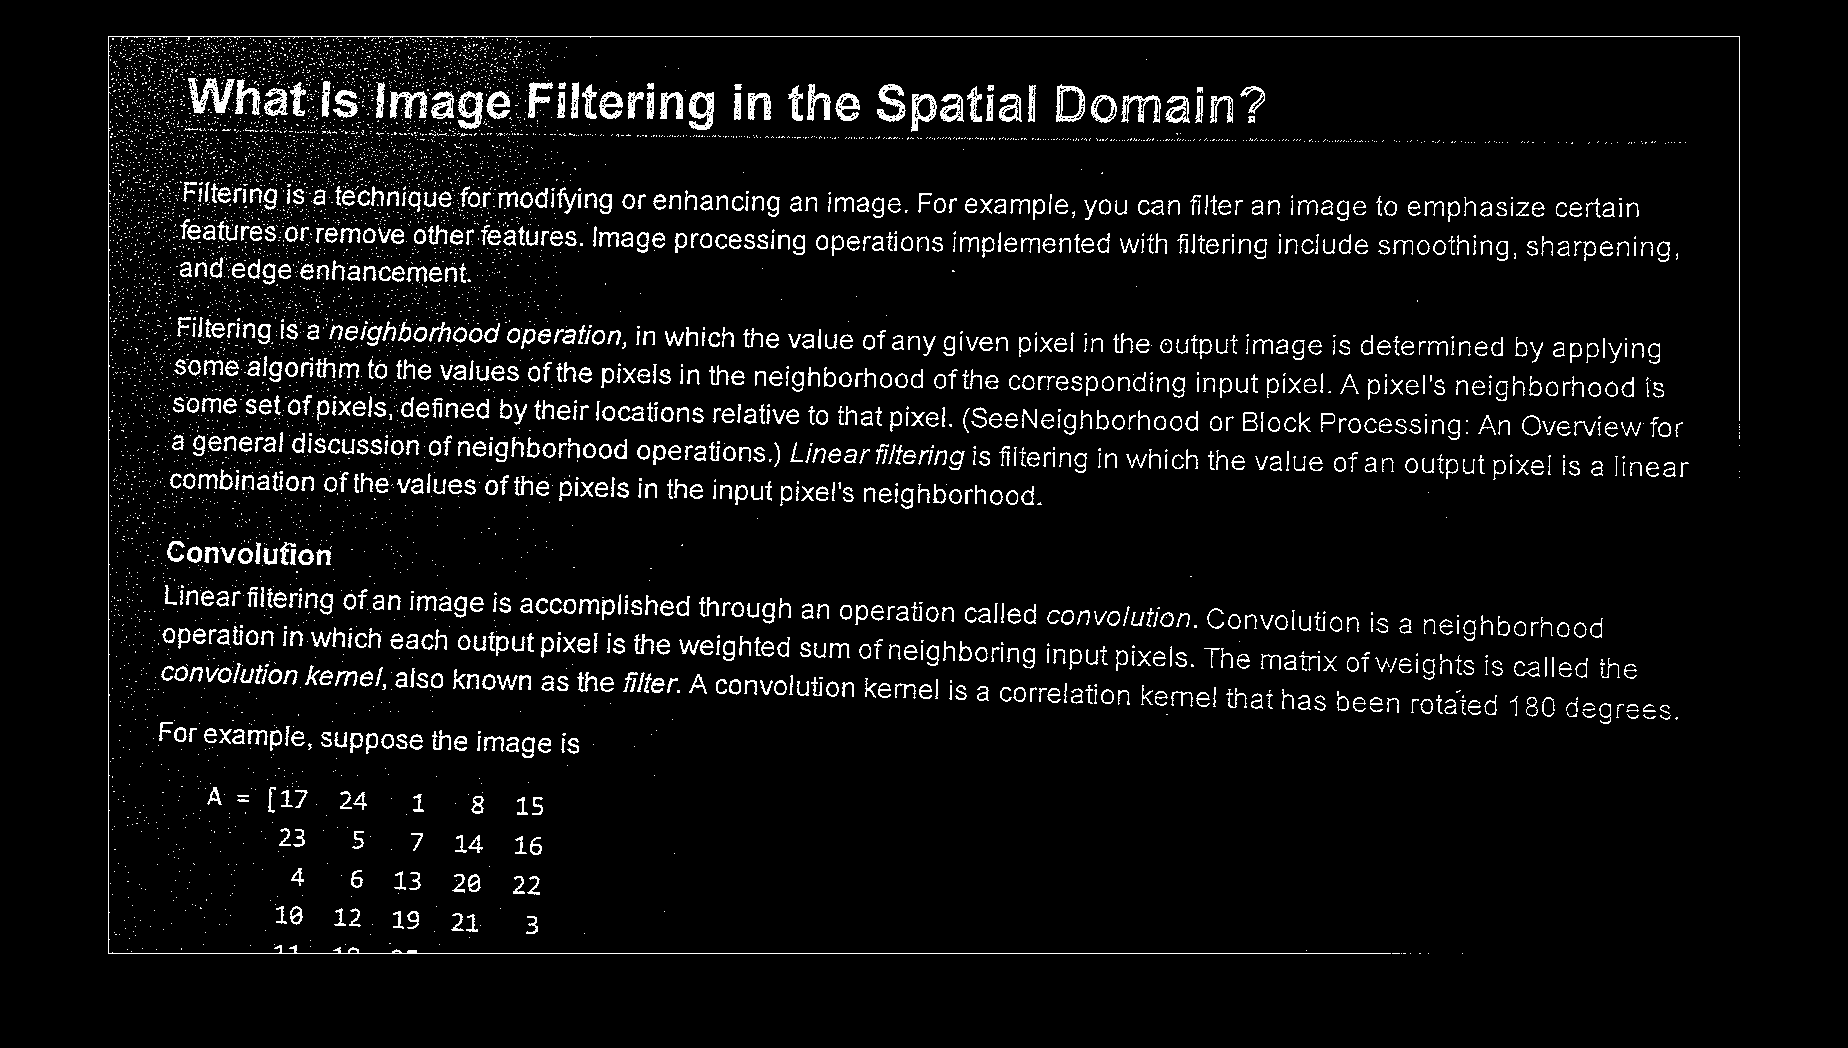 What Is Image Filtering in the Spatial Domain?
Filtering is a technique for modifying or enhancing an image. For example, you can filter an image to emphasize certain
features or remove other features. Image processing operations implemented with filtering include smoothing, sharpening,
and edge enhancement.
Filtering is a neighborhood operation, in which the value of any given pixel in the output image is determined by applying
some algorithm to the values of the pixels in the neighborhood of the corresponding input pixel. A pixel's neighborhood is
some set of pixels, defined by their locations relative to that pixel. (SeeNeighborhood or Block Processing: An Overview for
a general discussion of neighborhood operations.) Linear filtering is filtering in which the value of an output pixel is a linear
combination of the values of the pixels in the input pixel's neighborhood.
Convolution
Linear filtering of an image is accomplished through an operation called convolution. Convolution is a neighborhood
operation in which each output pixel is the weighted sum of neighboring input pixels. The matrix of weights is called the
convolution kernel, also known as the filter. A convolution kernel is a correlation kernel that has been rotated 180 degrees.
For example, suppose the image is
A = [17 24 1 8 15
23 5 7 14 16
4 6 13 20 22
10 12 19 21 3